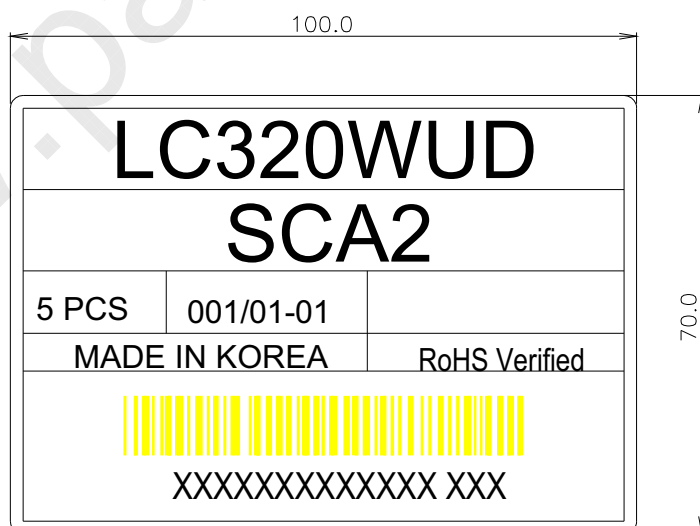 100.0
LC320WUD
SCA2
5 PCS 001/01-01
70.0
MADE IN KOREA RoHS Verified
XXXXXXXXXXXXX XXX